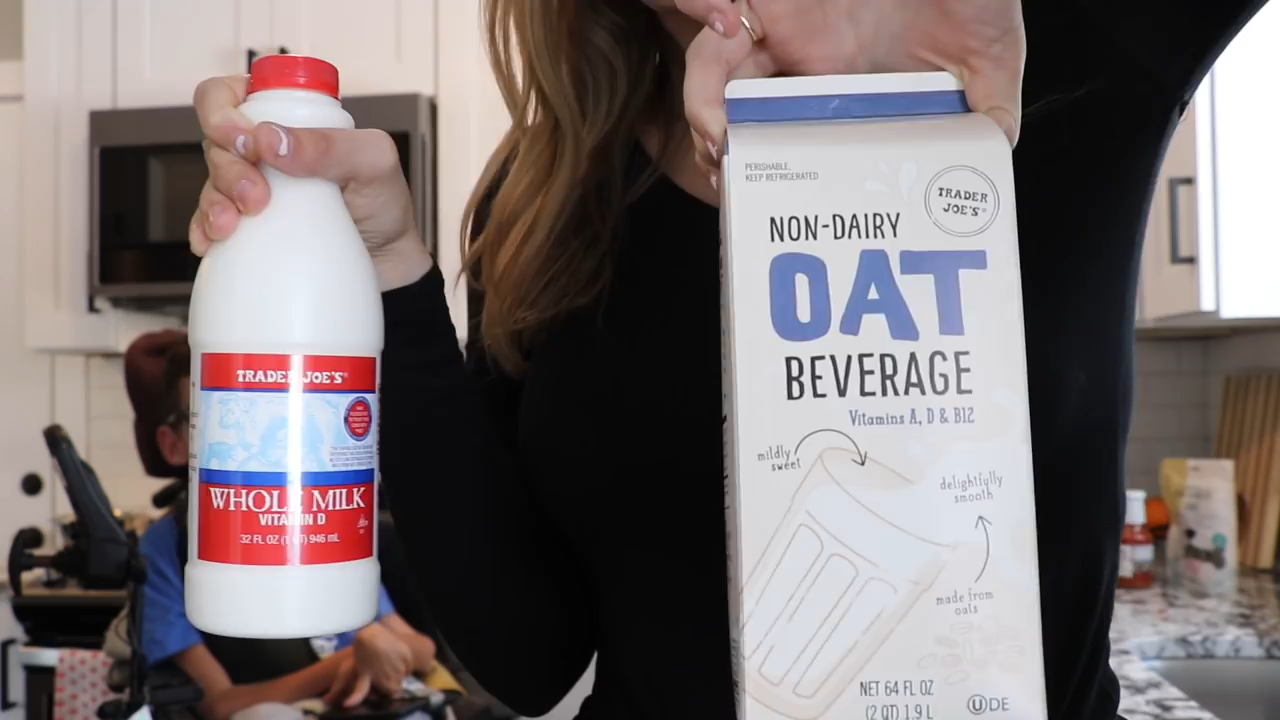 TRADER JOE'S
WHOLE MILK
VITAMIN D
32 FL OZ (1 QT) 946 mL
PERISHABLE,
KEEP REFRIGERATED
TRADER
JOE'S
NON-DAIRY
OAT
BEVERAGE
Vitamins A, D & B12
mildly
sweet
delightfully
smooth
made from
oats
NET 64 FL OZ
(2 QT) 1.9 L
U DE